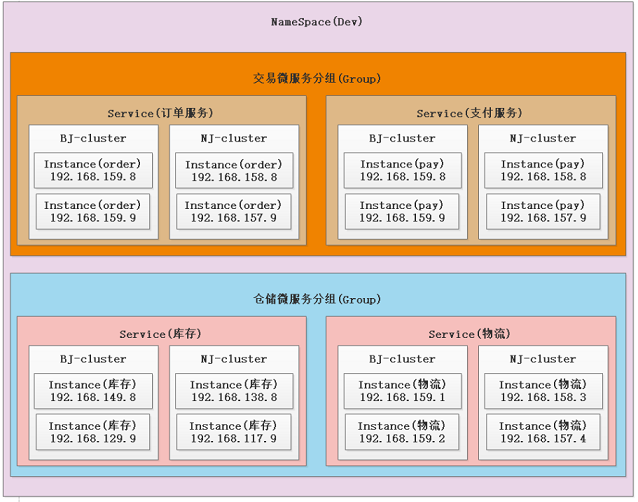 NameSpace(Dev)
交易微服务分组(Group)
Service(订单服务)
BJ-cluster
Instance(order)
192.168.159.8
Instance(order)
192.168.159.9
NJ-cluster
Instance(order)
192.168.158.8
Instance(order)
192.168.157.9
Service(支付服务)
BJ-cluster
Instance(pay)
192.168.159.8
Instance(pay)
192.168.159.9
NJ-cluster
Instance(pay)
192.168.158.8
Instance(pay)
192.168.157.9
仓储微服务分组(Group)
Service(库存)
BJ-cluster
Instance(库存)
192.168.149.8
Instance(库存)
192.168.129.9
NJ-cluster
Instance(库存)
192.168.138.8
Instance(库存)
192.168.117.9
Service(物流)
BJ-cluster
Instance(物流)
192.168.159.1
Instance(物流)
192.168.159.2
NJ-cluster
Instance(物流)
192.168.158.3
Instance(物流)
192.168.157.4